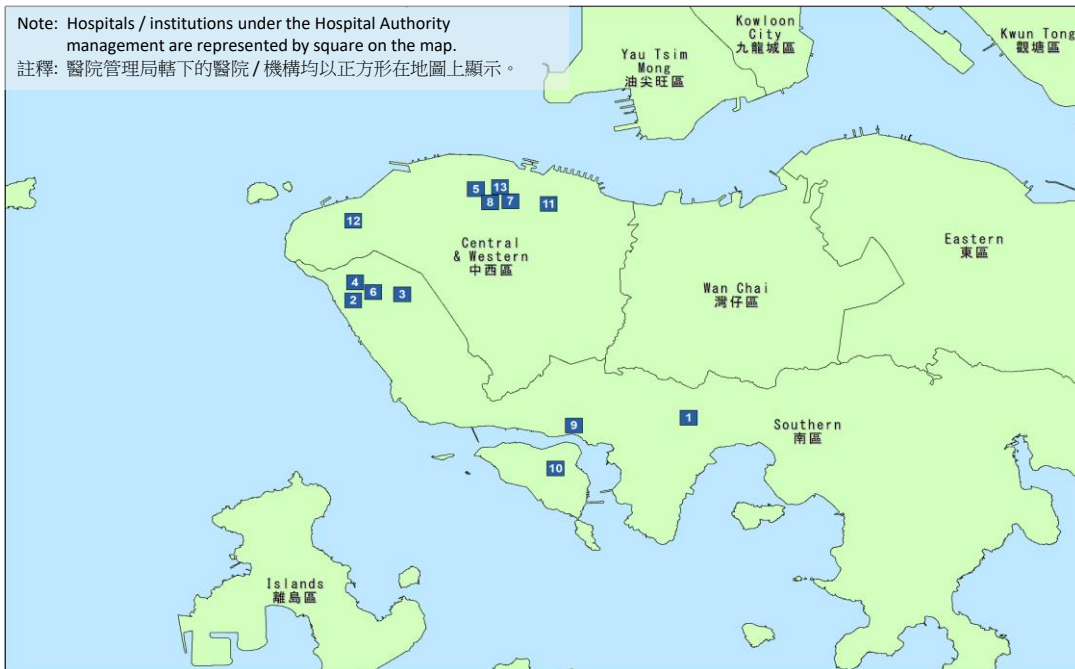 Note: Hospitals / institutions under the Hospital Authority
management are represented by square on the map.
註釋: 醫院管理局轄下的醫院 / 機構均以正方形在地圖上顯示。
Kowloon
City
九龍城區
Kwun Tong
觀塘區
Yau Tsim
Mong
油尖旺區
5
13
8
7
11
12
Central
& Western
中西區
Eastern
東區
Wan Chai
灣仔區
4
6
3
2
1
9
Southern
南區
10
Islands
離島區